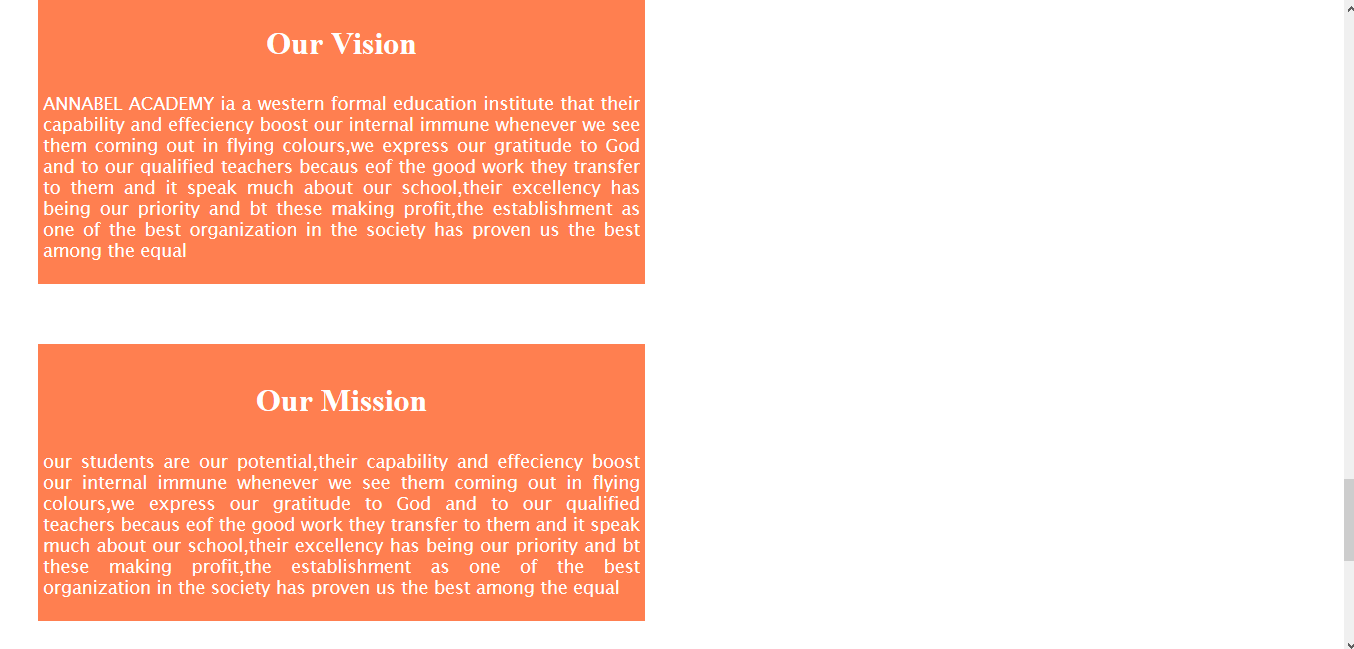 Our Vision
ANNABEL ACADEMY ia a western formal education institute that their
capability and effeciency boost our internal immune whenever we see
them coming out in flying colours,we express our gratitude to God
and to our qualified teachers becaus eof the good work they transfer
to them and it speak much about our school,their excellency has
being our priority and bt these making profit,the establishment as
one of the best organization in the society has proven us the best
among the equal
Our Mission
our students are our potential,their capability and effeciency boost
our internal immune whenever we see them coming out in flying
colours,we express our gratitude to God and to our qualified
teachers becaus eof the good work they transfer to them and it speak
much about our school,their excellency has being our priority and bt
these making profit,the establishment as one of the best
organization in the society has proven us the best among the equal